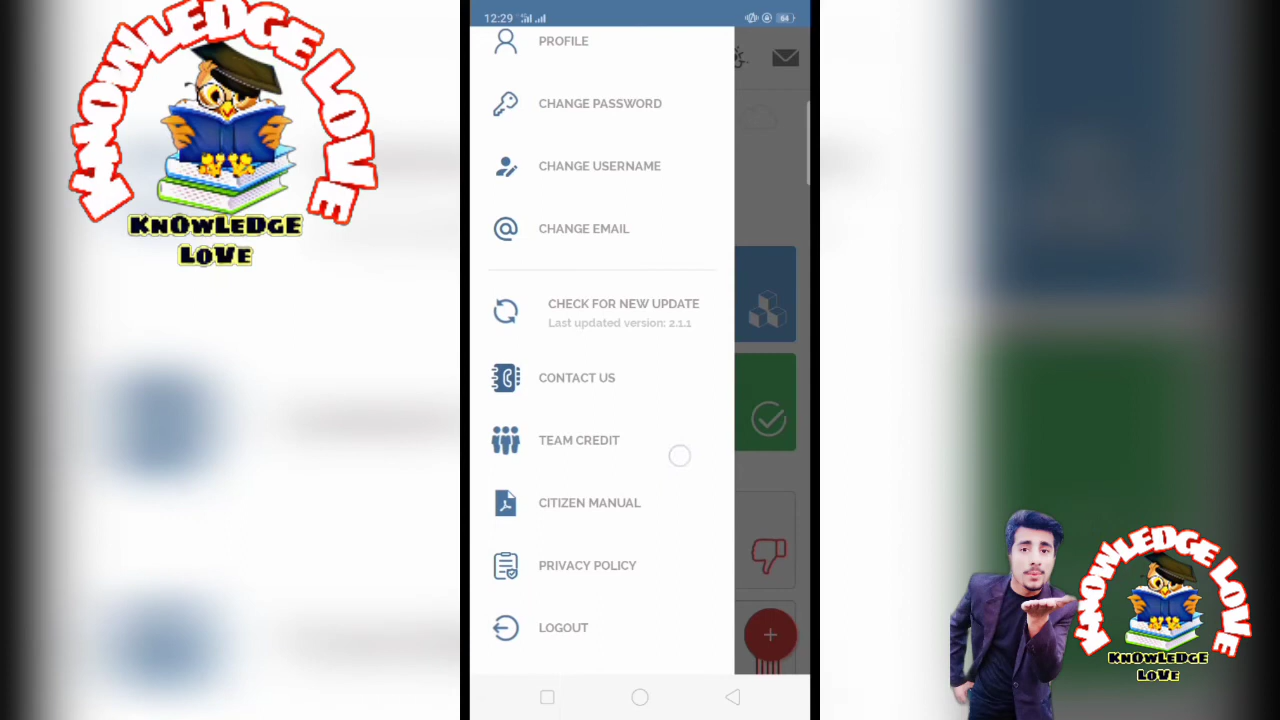 KNOWLEDGE LOVE
KnOwLeDgE
LoVe
12:29
64
PROFILE
CHANGE PASSWORD
CHANGE USERNAME
CHANGE EMAIL
CHECK FOR NEW UPDATE
Last updated version: 2.1.1
CONTACT US
TEAM CREDIT
CITIZEN MANUAL
PRIVACY POLICY
LOGOUT
KNOWLEDGE LOVE
KnOwLeDgE
LoVe